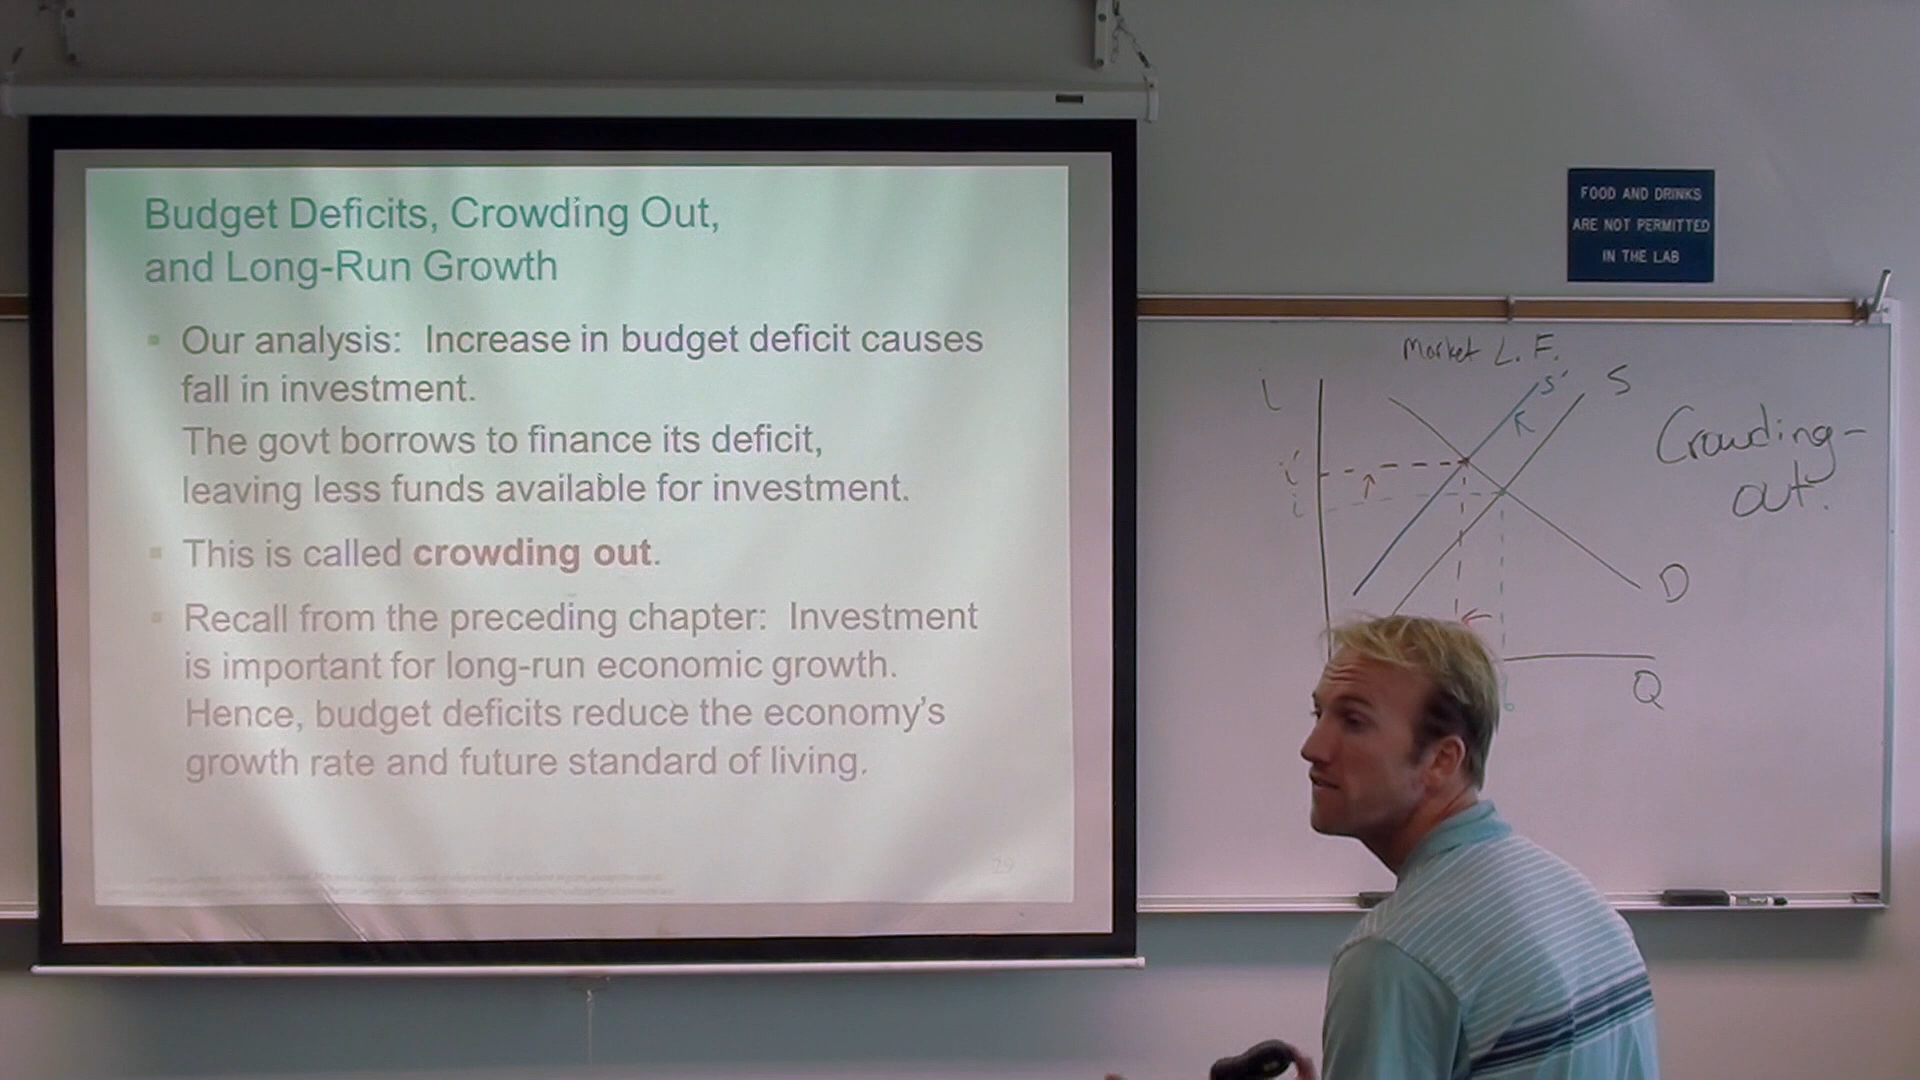 Budget Deficits, Crowding Out,
and Long-Run Growth
Our analysis: Increase in budget deficit causes
fall in investment.
The govt borrows to finance its deficit,
leaving less funds available for investment.
This is called crowding out.
Recall from the preceding chapter: Investment
is important for long-run economic growth.
Hence, budget deficits reduce the economy's
growth rate and future standard of living.
29
FOOD AND DRINKS
ARE NOT PERMITTED
IN THE LAB
Market L. F.
i
S'
S
i'
i
D
Q
Crowding-
out.